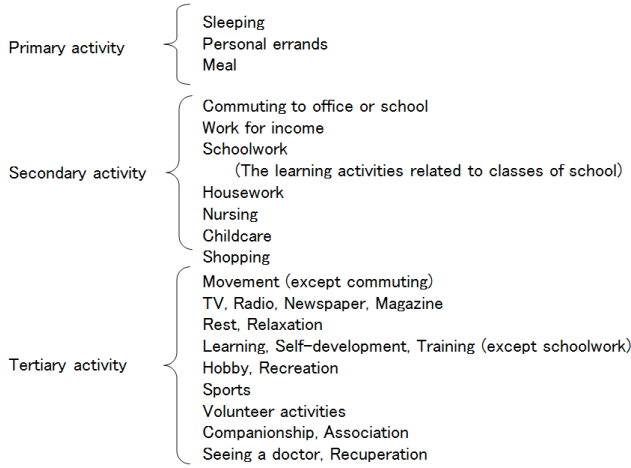 Primary activity
Sleeping
Personal errands
Meal
Secondary activity
Commuting to office or school
Work for income
Schoolwork
(The learning activities related to classes of school)
Housework
Nursing
Childcare
Shopping
Tertiary activity
Movement (except commuting)
TV, Radio, Newspaper, Magazine
Rest, Relaxation
Learning, Self-development, Training (except schoolwork)
Hobby, Recreation
Sports
Volunteer activities
Companionship, Association
Seeing a doctor, Recuperation